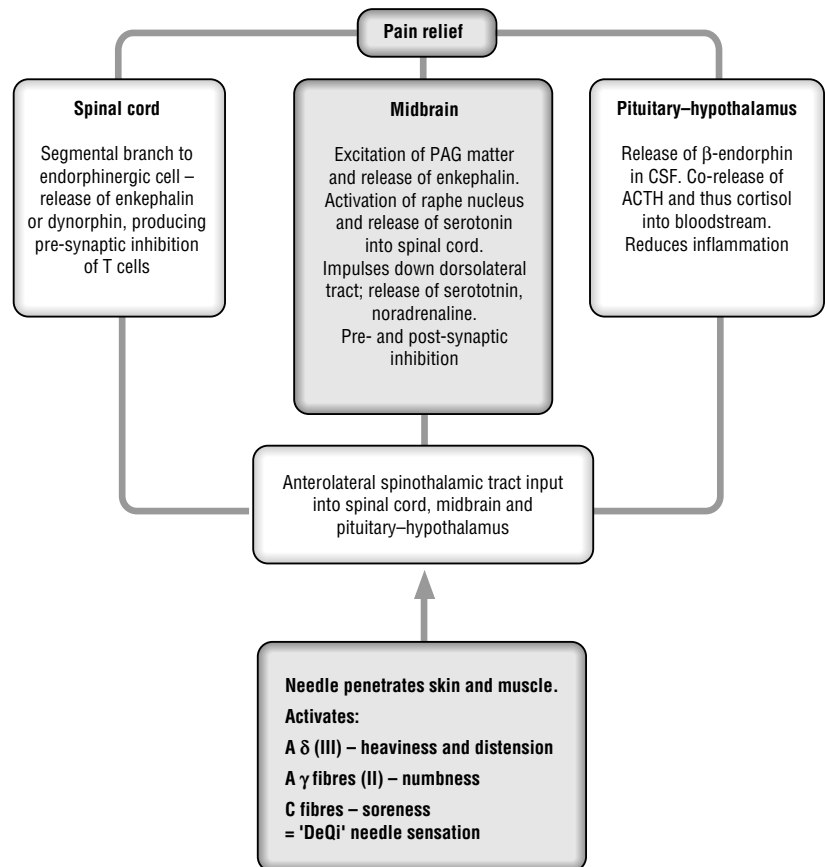 Pain relief
Spinal cord
Segmental branch to
endorphinergic cell –
release of enkephalin
or dynorphin, producing
pre-synaptic inhibition
of T cells
Midbrain
Excitation of PAG matter
and release of enkephalin.
Activation of raphe nucleus
and release of serotonin
into spinal cord.
Impulses down dorsolateral
tract; release of serototnin,
noradrenaline.
Pre- and post-synaptic
inhibition
Pituitary–hypothalamus
Release of β-endorphin
in CSF. Co-release of
ACTH and thus cortisol
into bloodstream.
Reduces inflammation
Anterolateral spinothalamic tract input
into spinal cord, midbrain and
pituitary–hypothalamus
Needle penetrates skin and muscle.
Activates:
A δ (III) – heaviness and distension
A γ fibres (II) – numbness
C fibres – soreness
= 'DeQi' needle sensation